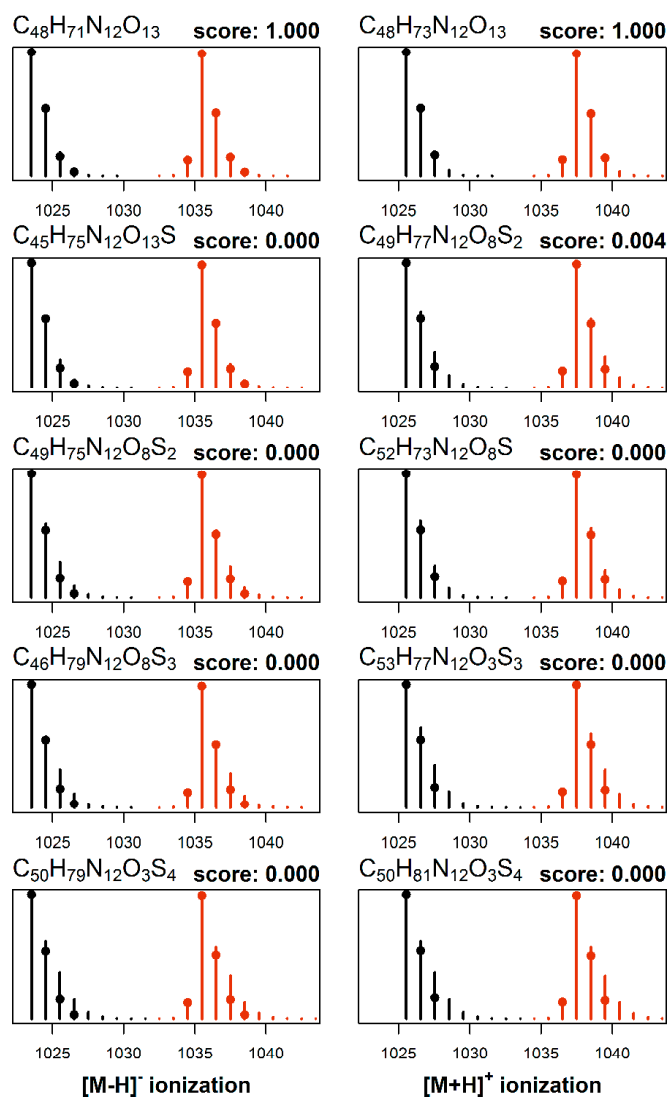 C48H71N12O13 score: 1.000 C48H73N12O13 score: 1.000
1025 1030 1035 1040 1025 1030 1035 1040
C45H75N12O13S score: 0.000 C49H77N12O8S2 score: 0.004
1025 1030 1035 1040 1025 1030 1035 1040
C49H75N12O8S2 score: 0.000 C52H73N12O8S score: 0.000
1025 1030 1035 1040 1025 1030 1035 1040
C46H79N12O8S3 score: 0.000 C53H77N12O3S3 score: 0.000
1025 1030 1035 1040 1025 1030 1035 1040
C50H79N12O3S4 score: 0.000 C50H81N12O3S4 score: 0.000
1025 1030 1035 1040 1025 1030 1035 1040
[M-H]- ionization [M+H]+ ionization